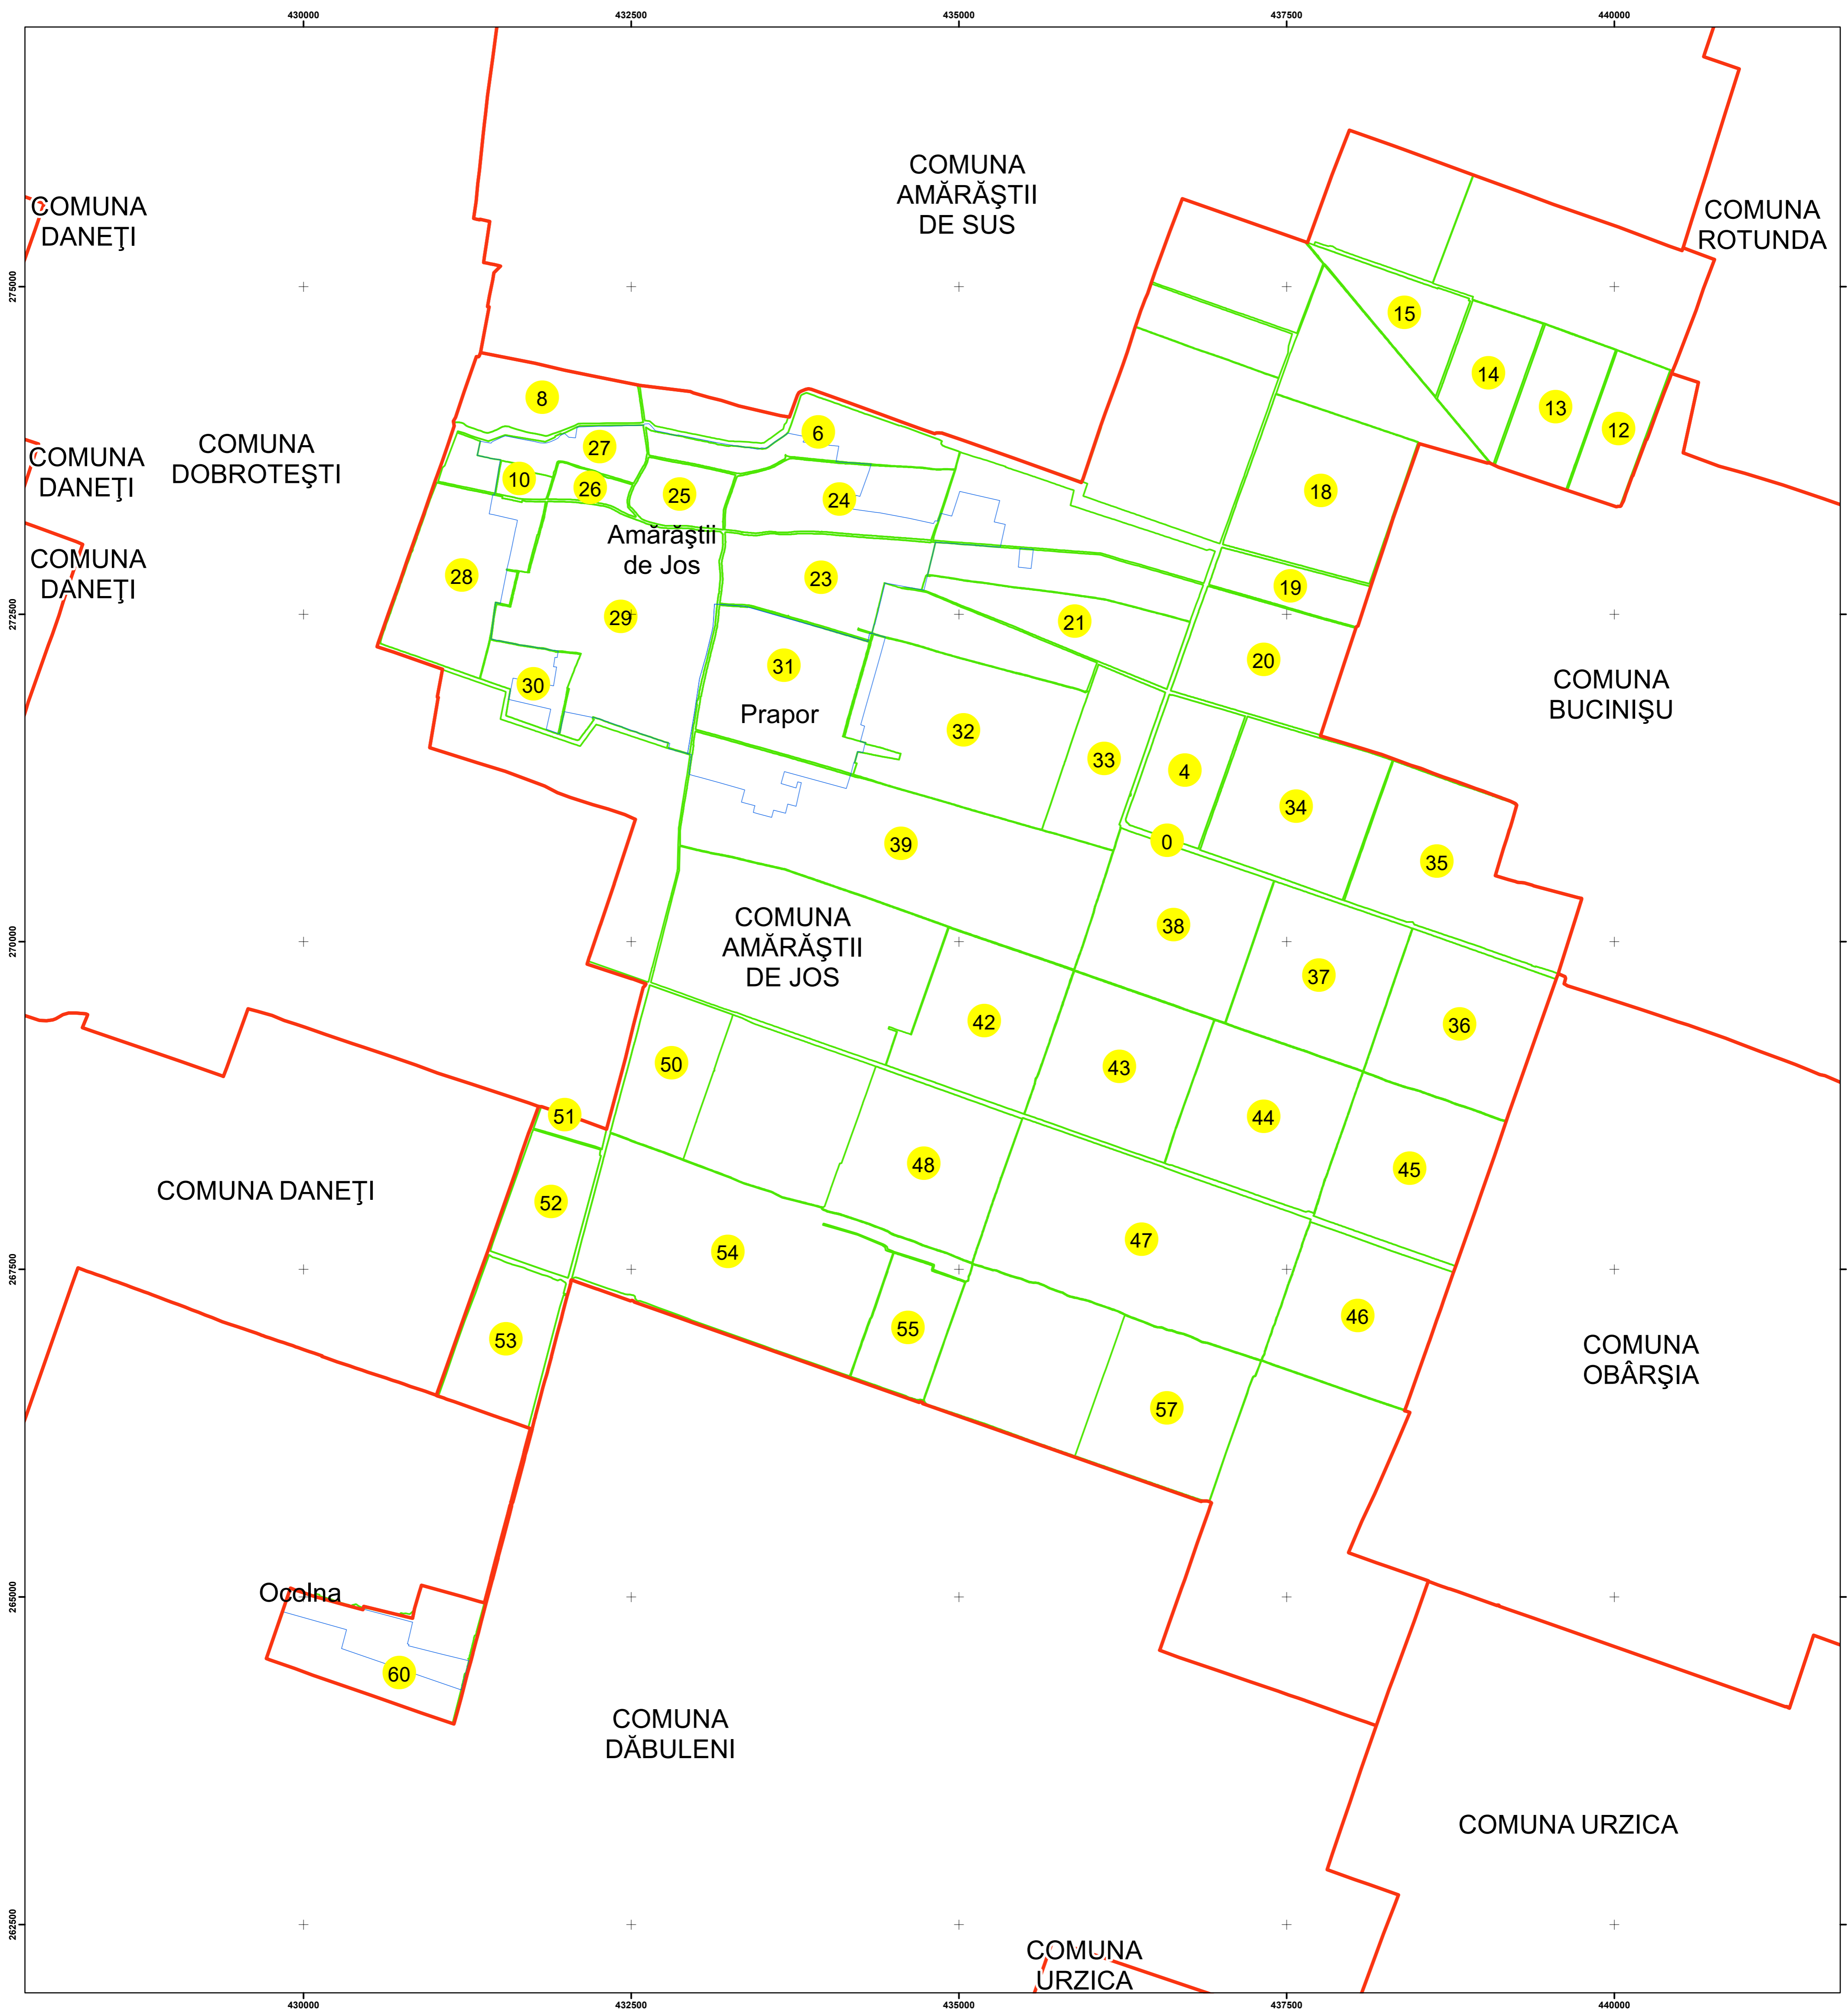 430000 432500 435000 437500 440000
COMUNA
AMĂRĂŞTII
DE SUS
COMUNA
DANEŢI
COMUNA
ROTUNDA
275000
15
14
8
13
6
12
COMUNA
DOBROTEŞTI
27
COMUNA
DANEŢI
10
26
25
24
18
Amărăştii
de Jos
COMUNA
DANEŢI
28
23
19
272500
29
21
20
31
30
COMUNA
BUCINIŞU
Prapor
32
33
4
34
39
0
35
COMUNA
AMĂRĂŞTII
DE JOS
38
270000
37
42
36
50
43
51
44
48
45
COMUNA DANEŢI
52
47
54
267500
46
55
53
COMUNA
OBÂRŞIA
57
Ocolna
265000
60
COMUNA
DĂBULENI
COMUNA URZICA
262500
COMUNA
URZICA
430000 432500 435000 437500 440000